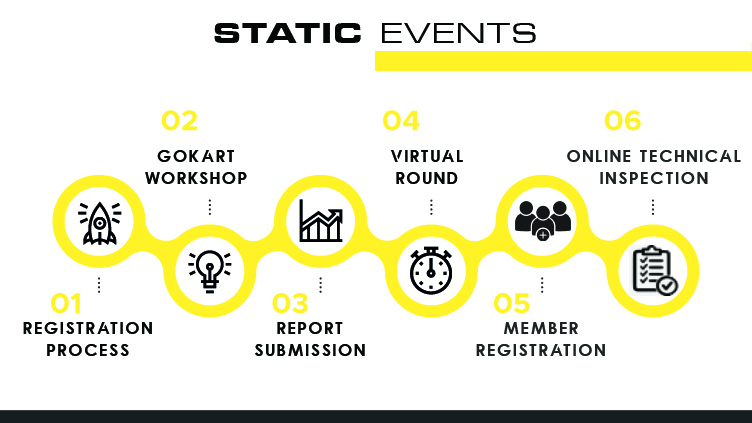 STATIC EVENTS
01
REGISTRATION
PROCESS
02
GOKART
WORKSHOP
03
REPORT
SUBMISSION
04
VIRTUAL
ROUND
05
MEMBER
REGISTRATION
06
ONLINE TECHNICAL
INSPECTION